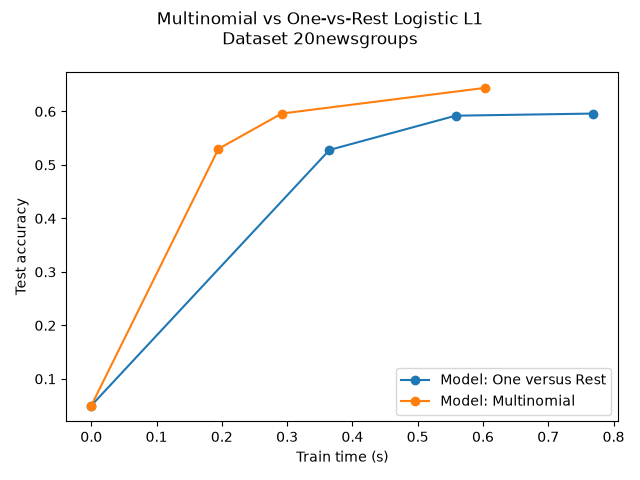 Multinomial vs One-vs-Rest Logistic L1
Dataset 20newsgroups
0.6
0.5
0.4
0.3
0.2
0.1
Test accuracy
Model: One versus Rest
Model: Multinomial
0.0 0.1 0.2 0.3 0.4 0.5 0.6 0.7 0.8
Train time (s)